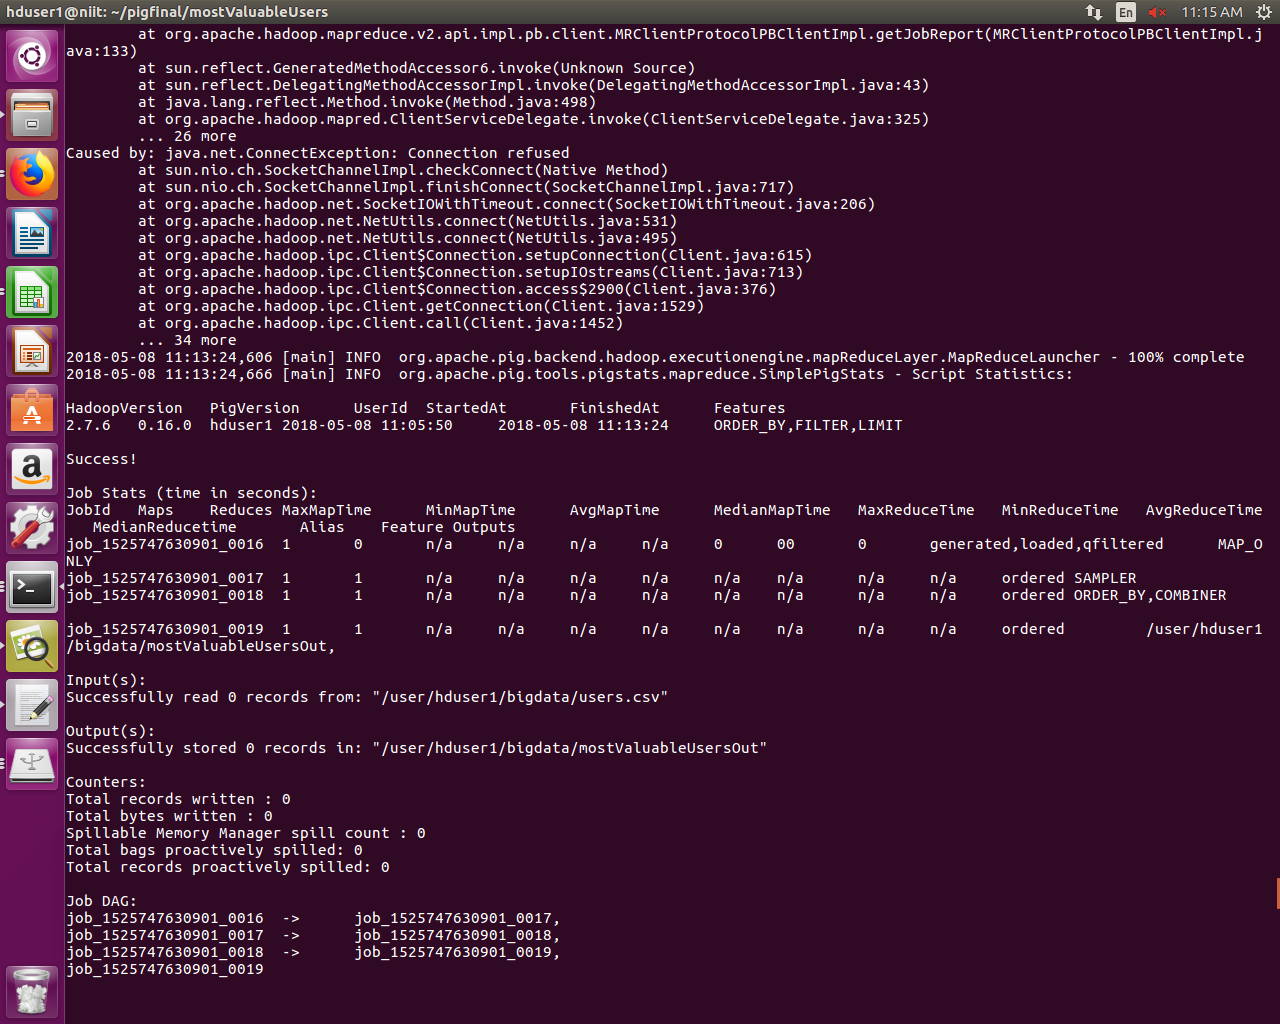 hduser1@niit: ~/pigfinal/mostValuableUsers
En
11:15 AM
at org.apache.hadoop.mapreduce.v2.api.impl.pb.client.MRClientProtocolPBClientImpl.getJobReport(MRClientProtocolPBClientImpl.j
ava:133)
at sun.reflect.GeneratedMethodAccessor6.invoke(Unknown Source)
at sun.reflect.DelegatingMethodAccessorImpl.invoke(DelegatingMethodAccessorImpl.java:43)
at java.lang.reflect.Method.invoke(Method.java:498)
at org.apache.hadoop.mapred.ClientServiceDelegate.invoke(ClientServiceDelegate.java:325)
... 26 more
Caused by: java.net.ConnectException: Connection refused
at sun.nio.ch.SocketChannelImpl.checkConnect(Native Method)
at sun.nio.ch.SocketChannelImpl.finishConnect(SocketChannelImpl.java:717)
at org.apache.hadoop.net.SocketIOWithTimeout.connect(SocketIOWithTimeout.java:206)
at org.apache.hadoop.net.NetUtils.connect(NetUtils.java:531)
at org.apache.hadoop.net.NetUtils.connect(NetUtils.java:495)
at org.apache.hadoop.ipc.Client$Connection.setupConnection(Client.java:615)
at org.apache.hadoop.ipc.Client$Connection.setupIOstreams(Client.java:713)
at org.apache.hadoop.ipc.Client$Connection.access$2900(Client.java:376)
at org.apache.hadoop.ipc.Client.getConnection(Client.java:1529)
at org.apache.hadoop.ipc.Client.call(Client.java:1452)
... 34 more
2018-05-08 11:13:24,606 [main] INFO  org.apache.pig.backend.hadoop.executionengine.mapReduceLayer.MapReduceLauncher - 100% complete
2018-05-08 11:13:24,666 [main] INFO  org.apache.pig.tools.pigstats.mapreduce.SimplePigStats - Script Statistics:
HadoopVersion PigVersion UserId StartedAt FinishedAt Features
2.7.6 0.16.0 hduser1 2018-05-08 11:05:50 2018-05-08 11:13:24 ORDER_BY,FILTER,LIMIT
Success!
Job Stats (time in seconds):
JobId Maps Reduces MaxMapTime MinMapTime AvgMapTime MedianMapTime MaxReduceTime MinReduceTime AvgReduceTime
MedianReducetime Alias Feature Outputs
job_1525747630901_0016 1 0 n/a n/a n/a n/a 0 00 0 generated,loaded,qfiltered MAP_O
NLY
job_1525747630901_0017 1 1 n/a n/a n/a n/a n/a n/a n/a n/a ordered SAMPLER
job_1525747630901_0018 1 1 n/a n/a n/a n/a n/a n/a n/a n/a ordered ORDER_BY,COMBINER
job_1525747630901_0019 1 1 n/a n/a n/a n/a n/a n/a n/a n/a ordered /user/hduser1
/bigdata/mostValuableUsersOut,
Input(s):
Successfully read 0 records from: "/user/hduser1/bigdata/users.csv"
Output(s):
Successfully stored 0 records in: "/user/hduser1/bigdata/mostValuableUsersOut"
Counters:
Total records written : 0
Total bytes written : 0
Spillable Memory Manager spill count : 0
Total bags proactively spilled: 0
Total records proactively spilled: 0
Job DAG:
job_1525747630901_0016 -> job_1525747630901_0017,
job_1525747630901_0017 -> job_1525747630901_0018,
job_1525747630901_0018 -> job_1525747630901_0019,
job_1525747630901_0019